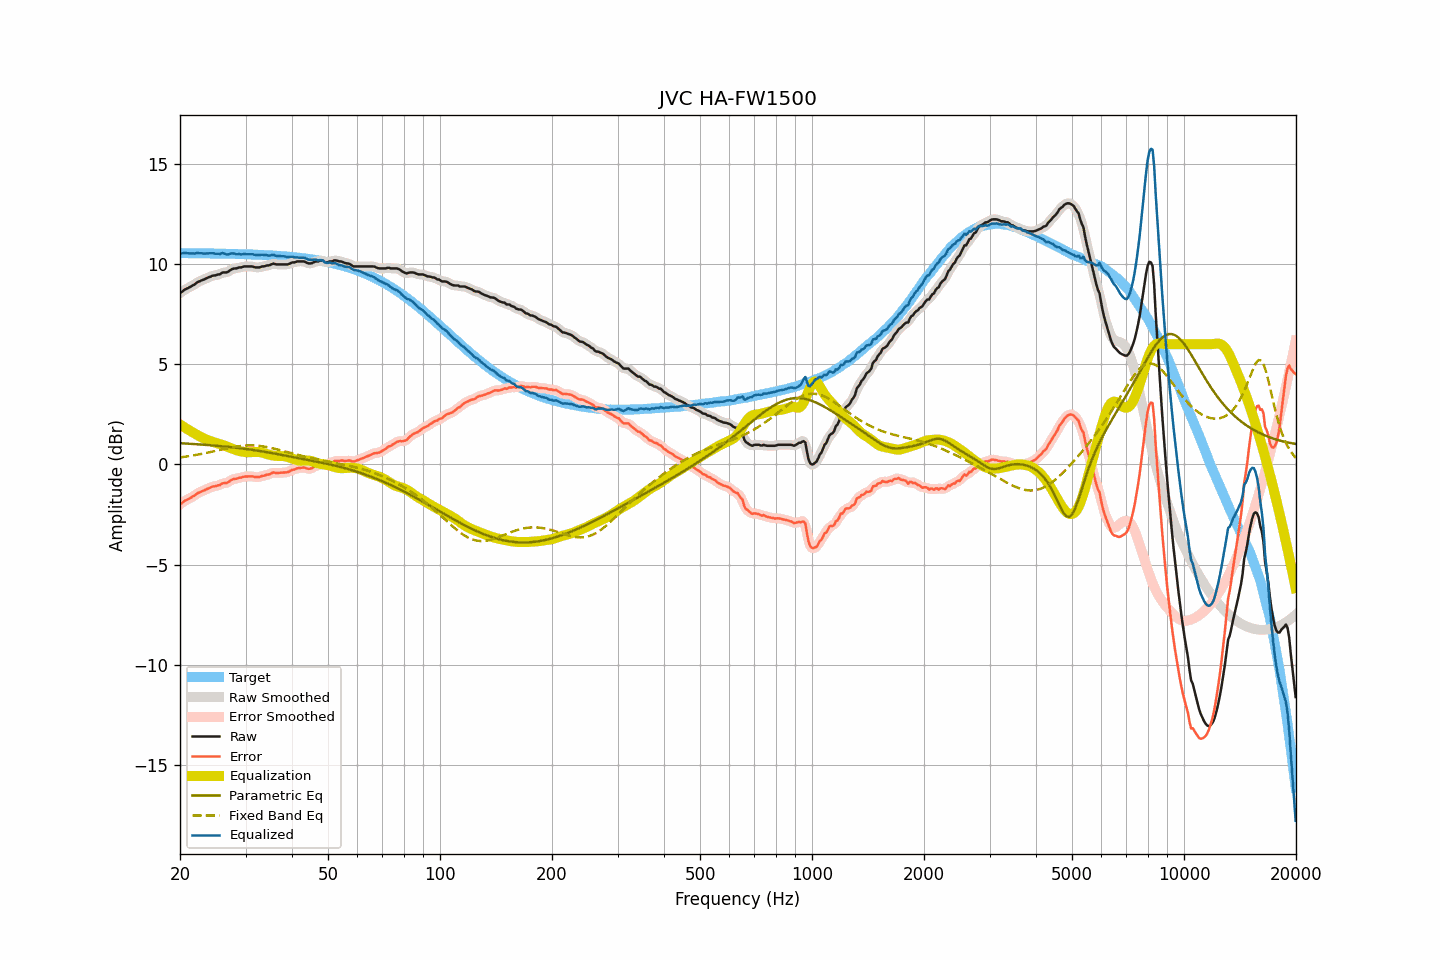 JVC HA-FW1500
Amplitude (dBr)
15
10
5
0
−5
−10
−15
Target
Raw Smoothed
Error Smoothed
Raw
Error
Equalization
Parametric Eq
Fixed Band Eq
Equalized
20 50 100 200 500 1000 2000 5000 10000 20000
Frequency (Hz)